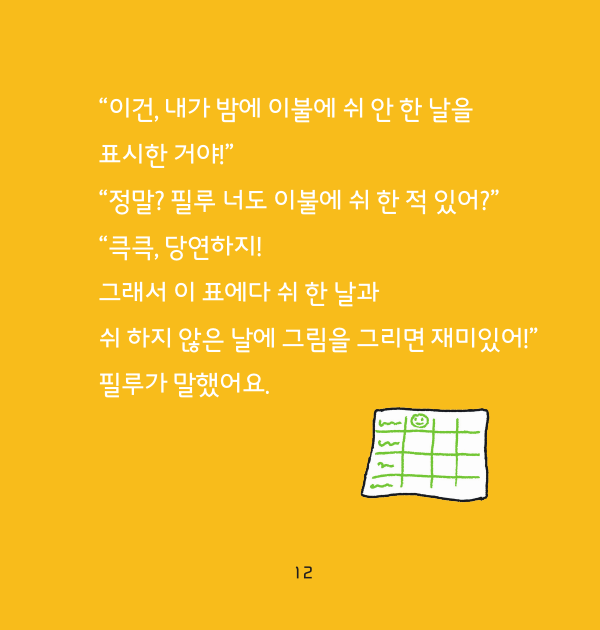 “이건, 내가 밤에 이불에 쉬 안 한 날을
표시한 거야!”
“정말? 필루 너도 이불에 쉬 한 적 있어?”
“큭큭, 당연하지!
그래서 이 표에다 쉬 한 날과
쉬 하지 않은 날에 그림을 그리면 재미있어!”
필루가 말했어요.
12